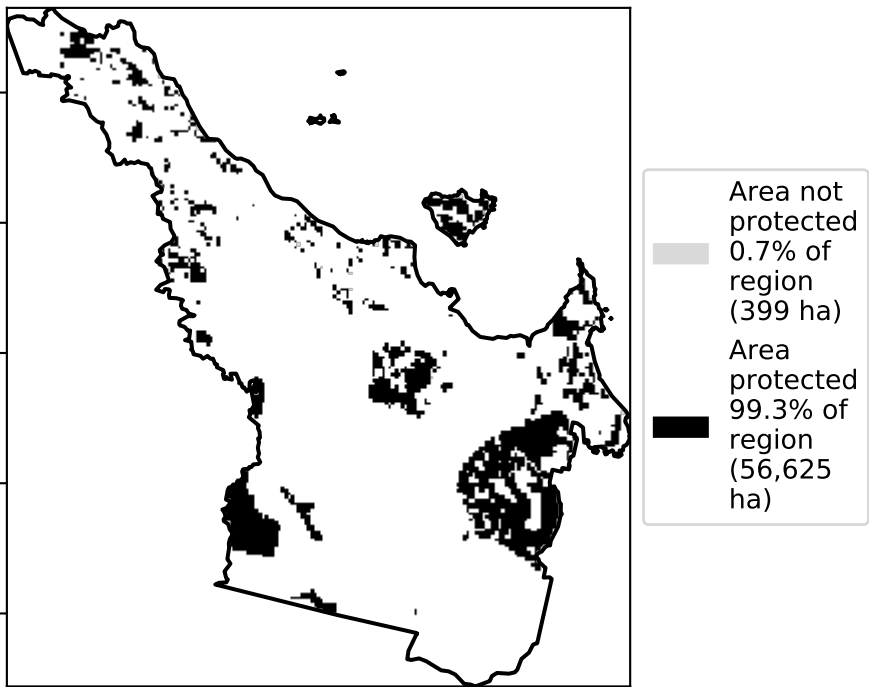 Area not
protected
0.7% of
region
(399 ha)
Area
protected
99.3% of
region
(56,625
ha)